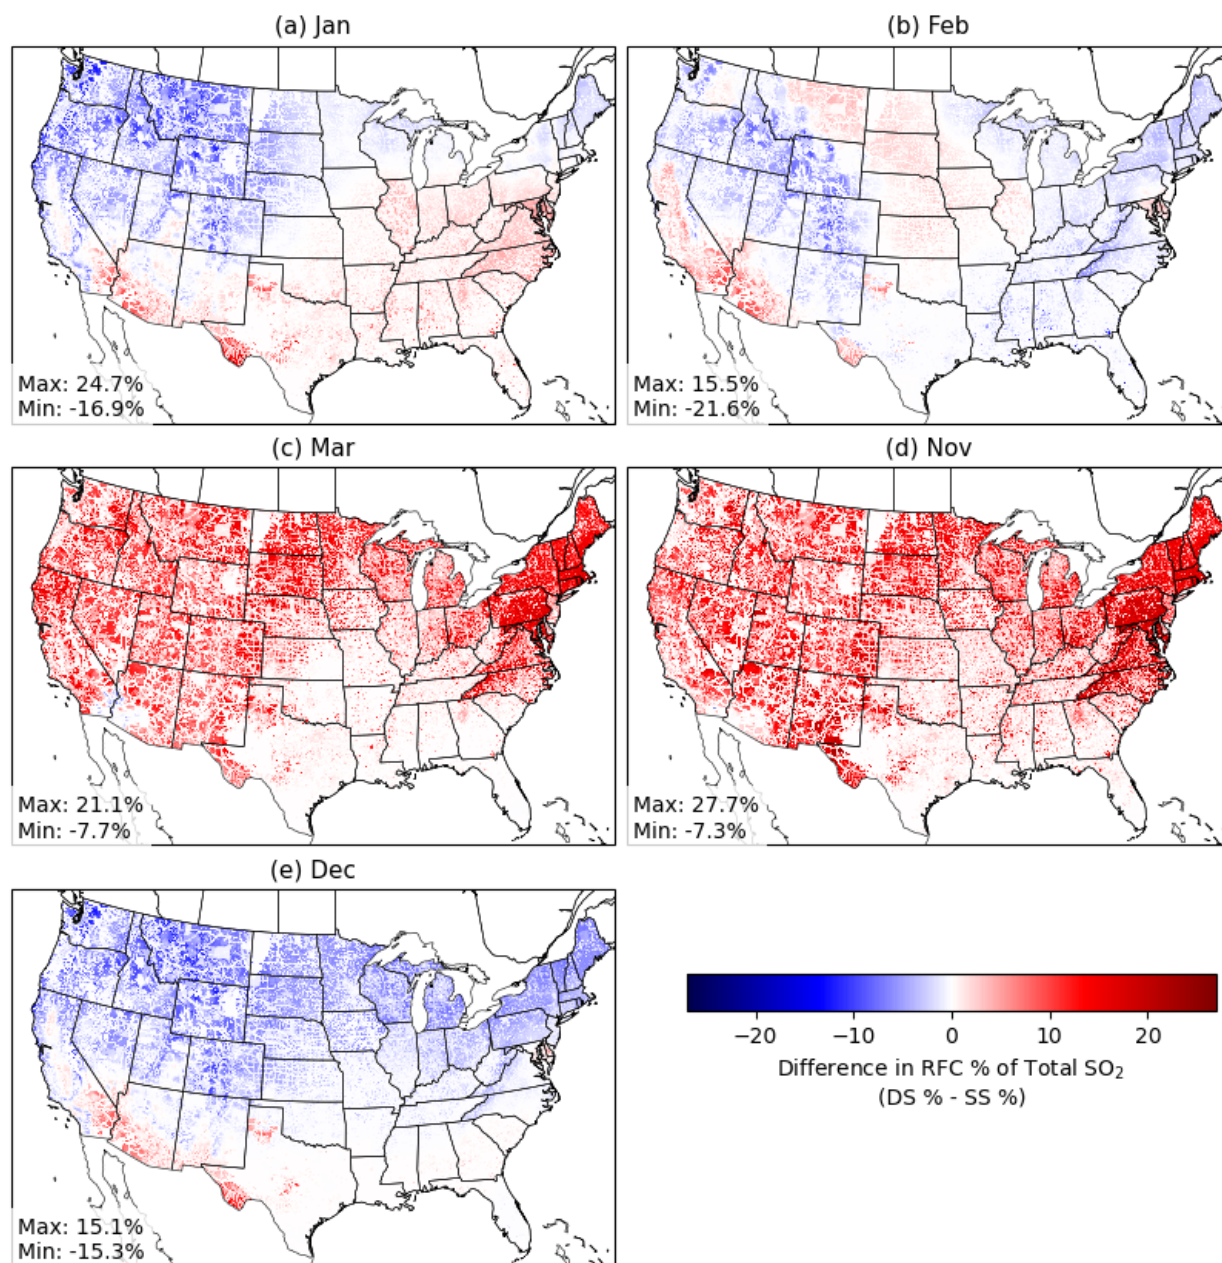 (a) Jan
(b) Feb
Max: 24.7%
Min: -16.9%
Max: 15.5%
Min: -21.6%
(c) Mar
(d) Nov
Max: 21.1%
Min: -7.7%
Max: 27.7%
Min: -7.3%
(e) Dec
Max: 15.1%
Min: -15.3%
−20 −10 0 10 20
Difference in RFC % of Total SO₂
(DS % - SS %)